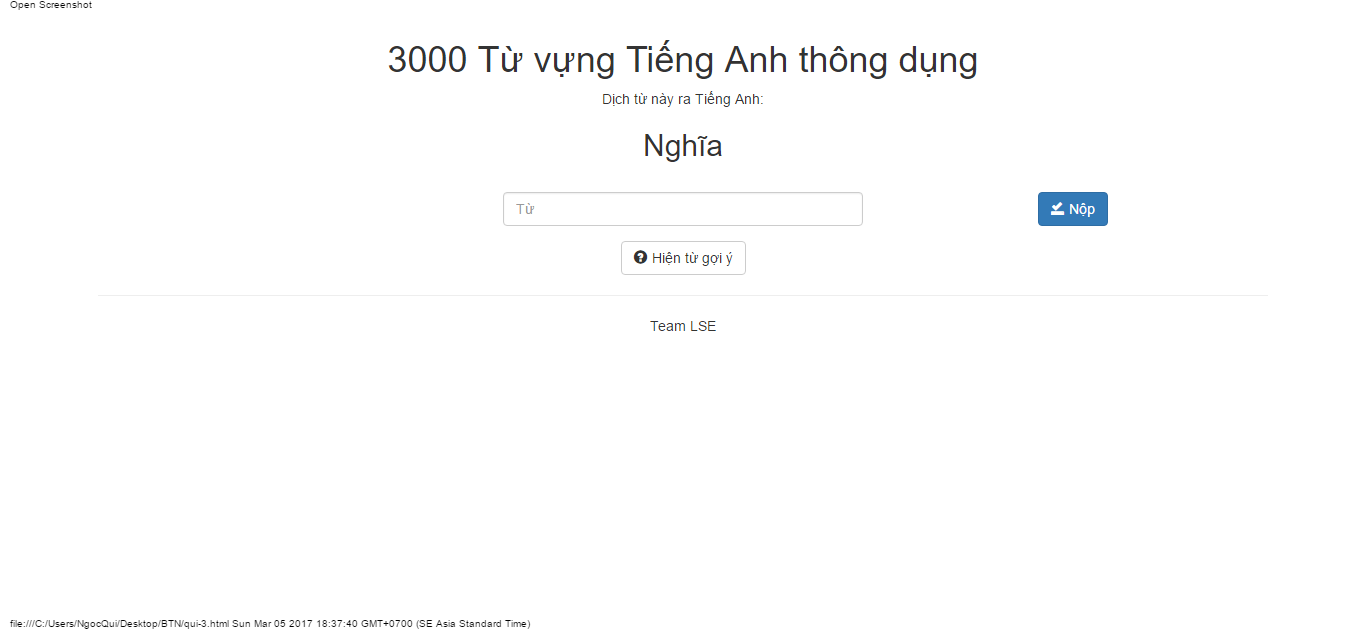 Open Screenshot
3000 Từ vựng Tiếng Anh thông dụng
Dịch từ này ra Tiếng Anh:
Nghĩa
Từ
Nộp
Hiện từ gợi ý
Team LSE
file:///C:/Users/NgocQui/Desktop/BTN/qui-3.html Sun Mar 05 2017 18:37:40 GMT+0700 (SE Asia Standard Time)